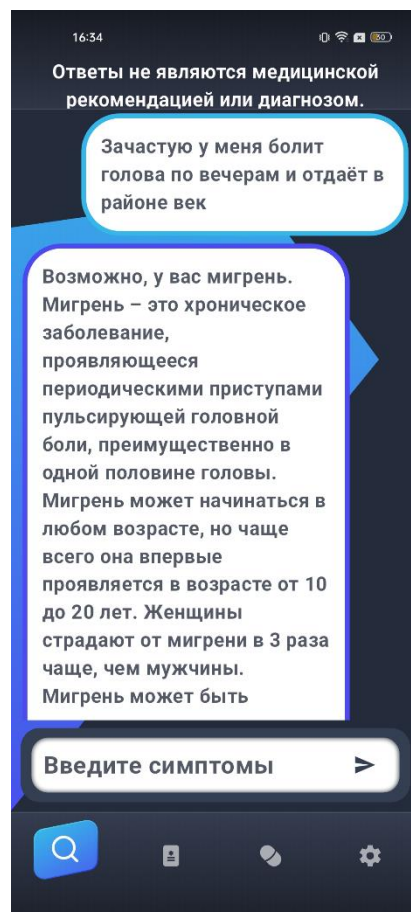 16:34
30
Ответы не являются медицинской
рекомендацией или диагнозом.
Зачастую у меня болит
голова по вечерам и отдаёт в
районе век
Возможно, у вас мигрень.
Мигрень – это хроническое
заболевание,
проявляющееся
периодическими приступами
пульсирующей головной
боли, преимущественно в
одной половине головы.
Мигрень может начинаться в
любом возрасте, но чаще
всего она впервые
проявляется в возрасте от 10
до 20 лет. Женщины
страдают от мигрени в 3 раза
чаще, чем мужчины.
Мигрень может быть
Введите симптомы